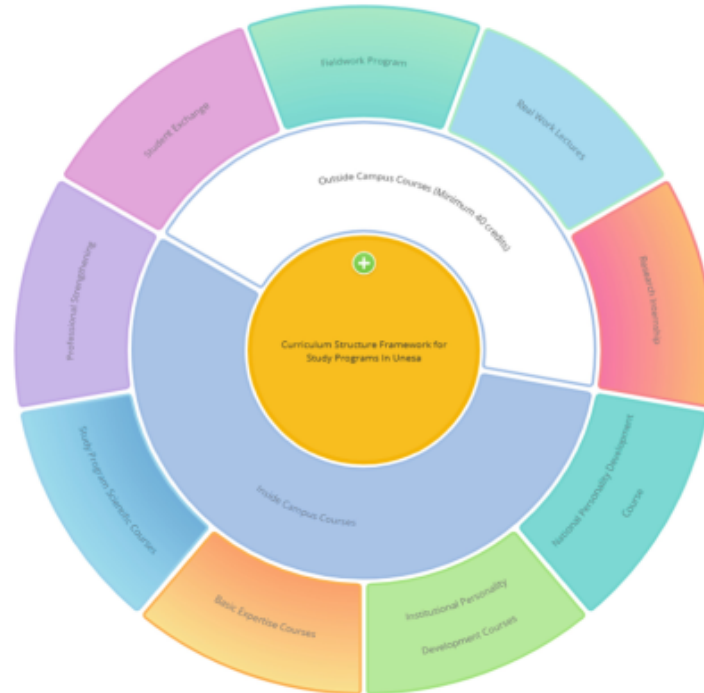 Curriculum Structure Framework for
Study Programs In Unesa
Outside Campus Courses (Minimum 40 credits)
Inside Campus Courses
Fieldwork Program
Real Work Lectures
Research Internship
National Personality Development
Course
Institutional Personality
Development Courses
Basic Expertise Courses
Study Program Scientific Courses
Professional Strengthening
Student Exchange